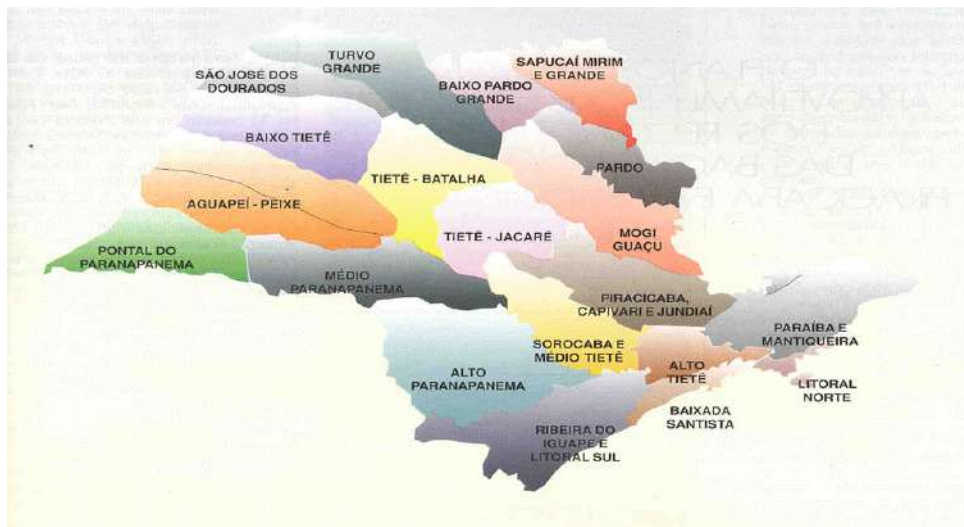 TURVO
GRANDE
SÃO JOSÉ DOS
DOURADOS
BAIXO PARDO
GRANDE
SAPUCAÍ MIRIM
E GRANDE
BAIXO TIETÊ
PARDO
TIETÊ - BATALHA
AGUAPEÍ - PEIXE
TIETÊ - JACARÉ
MOGI
GUAÇU
PONTAL DO
PARANAPANEMA
MÉDIO
PARANAPANEMA
PIRACICABA,
CAPIVARI E JUNDIAÍ
PARAÍBA E
MANTIQUEIRA
SOROCABA E
MÉDIO TIETÊ
ALTO
TIETÊ
ALTO
PARANAPANEMA
LITORAL
NORTE
BAIXADA
SANTISTA
RIBEIRA DO
IGUAPE E
LITORAL SUL